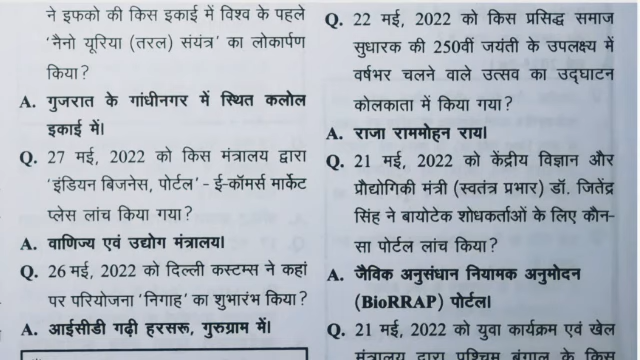 ने इफको की किस इकाई में विश्व के पहले
'नैनो यूरिया (तरल) संयंत्र' का लोकार्पण
किया?
A. गुजरात के गांधीनगर में स्थित कलोल
इकाई में।
Q. 27 मई, 2022 को किस मंत्रालय द्वारा
'इंडियन बिजनेस, पोर्टल' - ई-कॉमर्स मार्केट
प्लेस लांच किया गया?
A. वाणिज्य एवं उद्योग मंत्रालय।
Q. 26 मई, 2022 को दिल्ली कस्टम्स ने कहां
पर परियोजना 'निगाह' का शुभारंभ किया?
A. आईसीडी गढ़ी हरसरू, गुरुग्राम में।
Q. 22 मई, 2022 को किस प्रसिद्ध समाज
सुधारक की 250वीं जयंती के उपलक्ष्य में
वर्षभर चलने वाले उत्सव का उद्घाटन
कोलकाता में किया गया?
A. राजा राममोहन राय।
Q. 21 मई, 2022 को केंद्रीय विज्ञान और
प्रौद्योगिकी मंत्री (स्वतंत्र प्रभार) डॉ. जितेंद्र
सिंह ने बायोटेक शोधकर्ताओं के लिए कौन-
सा पोर्टल लांच किया?
A. जैविक अनुसंधान नियामक अनुमोदन
(BioRRAP) पोर्टल।
Q. 21 मई, 2022 को युवा कार्यक्रम एवं खेल
मंत्रालय द्वारा पश्चिम बंगाल के किस